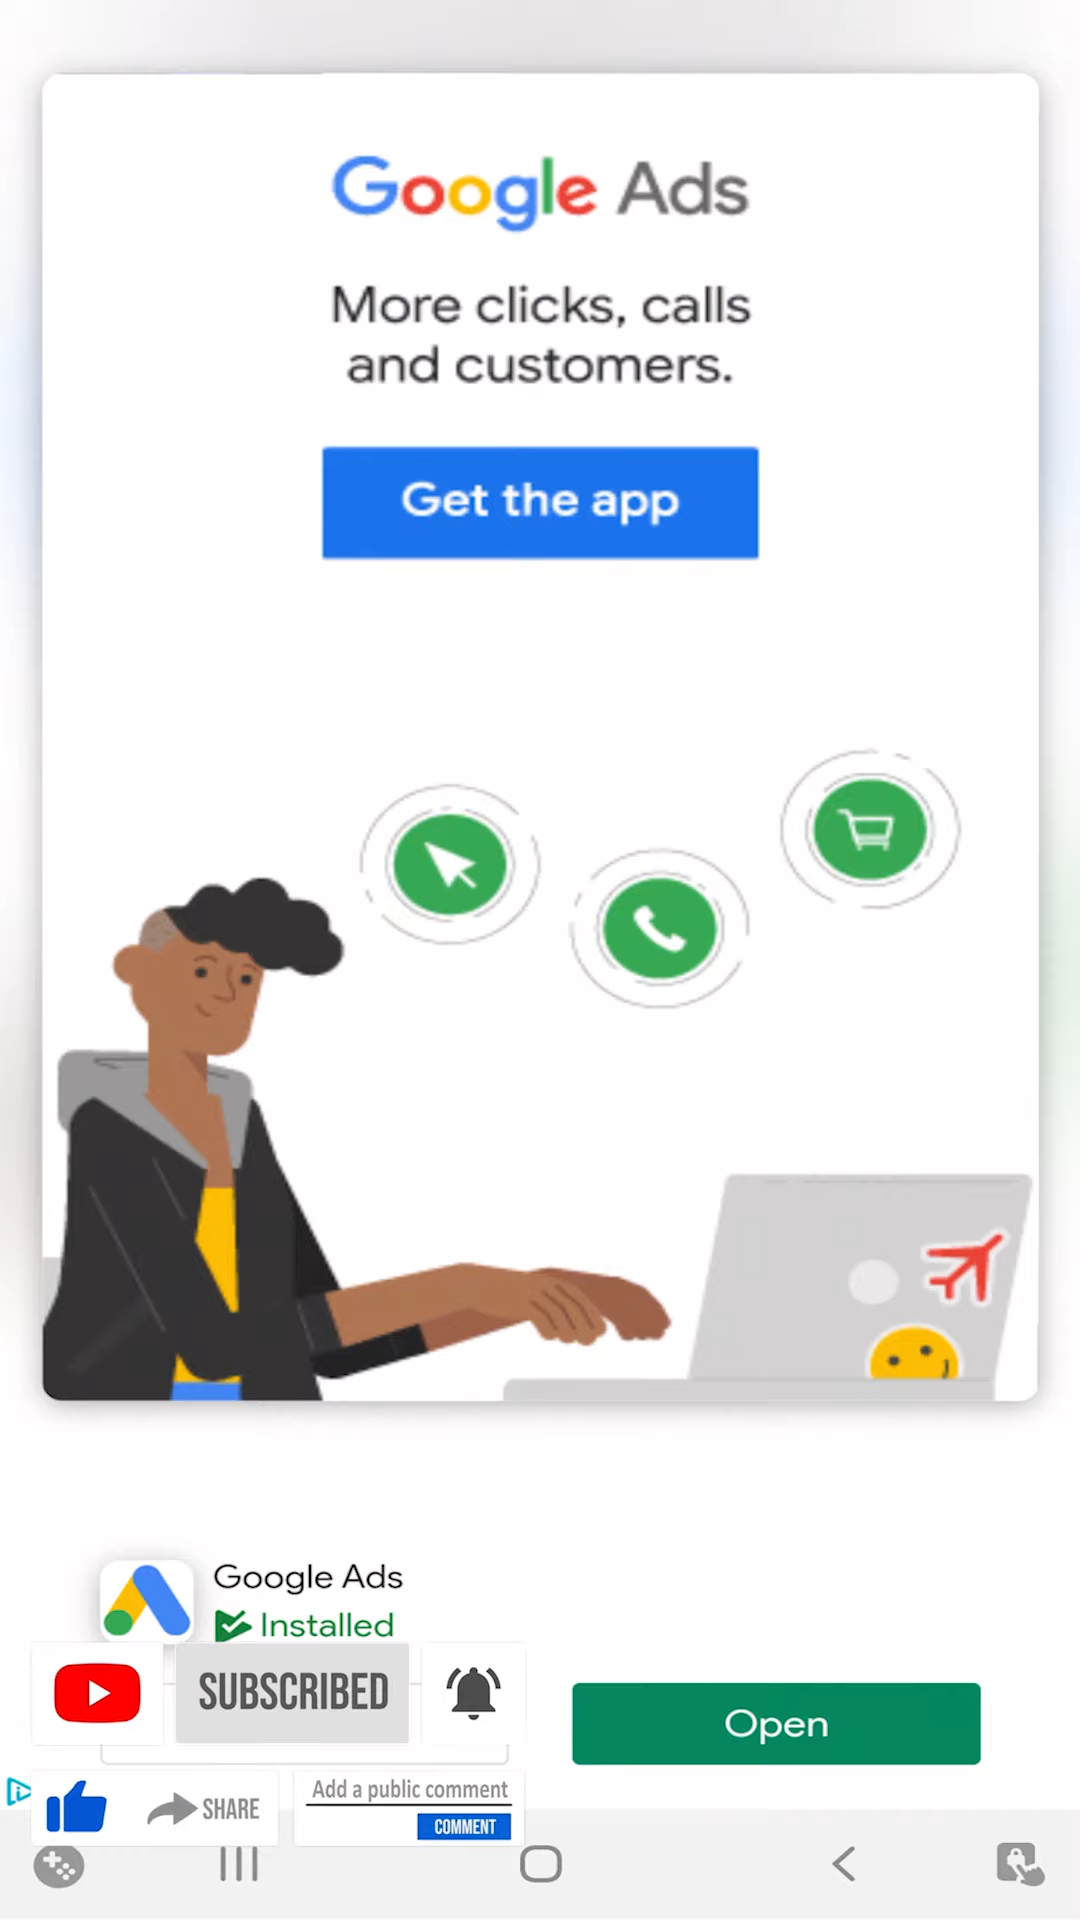 Google Ads
More clicks, calls
and customers.
Get the app
Google Ads
Installed
SUBSCRIBED
Open
SHARE
Add a public comment
COMMENT